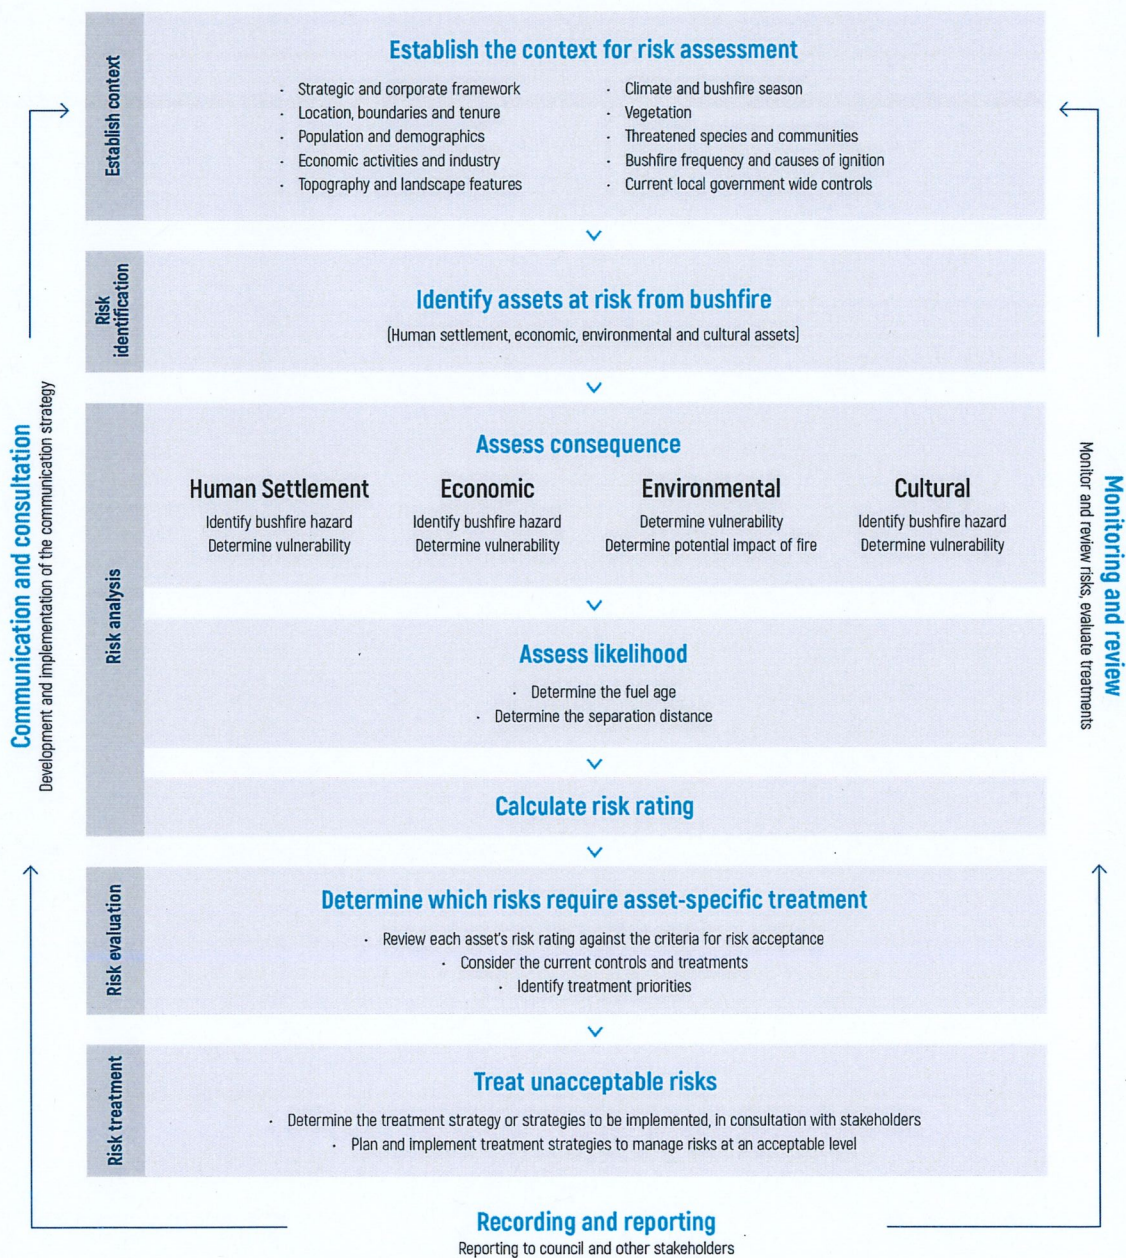 Establish context
Establish the context for risk assessment
· Strategic and corporate framework
· Location, boundaries and tenure
· Population and demographics
· Economic activities and industry
· Topography and landscape features
· Climate and bushfire season
· Vegetation
· Threatened species and communities
· Bushfire frequency and causes of ignition
· Current local government wide controls
Risk
identification
Identify assets at risk from bushfire
(Human settlement, economic, environmental and cultural assets)
Communication and consultation
Development and implementation of the communication strategy
Risk analysis
Assess consequence
Human Settlement
Identify bushfire hazard
Determine vulnerability
Economic
Identify bushfire hazard
Determine vulnerability
Environmental
Determine vulnerability
Determine potential impact of fire
Cultural
Identify bushfire hazard
Determine vulnerability
Assess likelihood
· Determine the fuel age
· Determine the separation distance
Calculate risk rating
Monitoring and review
Monitor and review risks, evaluate treatments
Risk evaluation
Determine which risks require asset-specific treatment
· Review each asset's risk rating against the criteria for risk acceptance
· Consider the current controls and treatments
· Identify treatment priorities
Risk treatment
Treat unacceptable risks
· Determine the treatment strategy or strategies to be implemented, in consultation with stakeholders
· Plan and implement treatment strategies to manage risks at an acceptable level
Recording and reporting
Reporting to council and other stakeholders